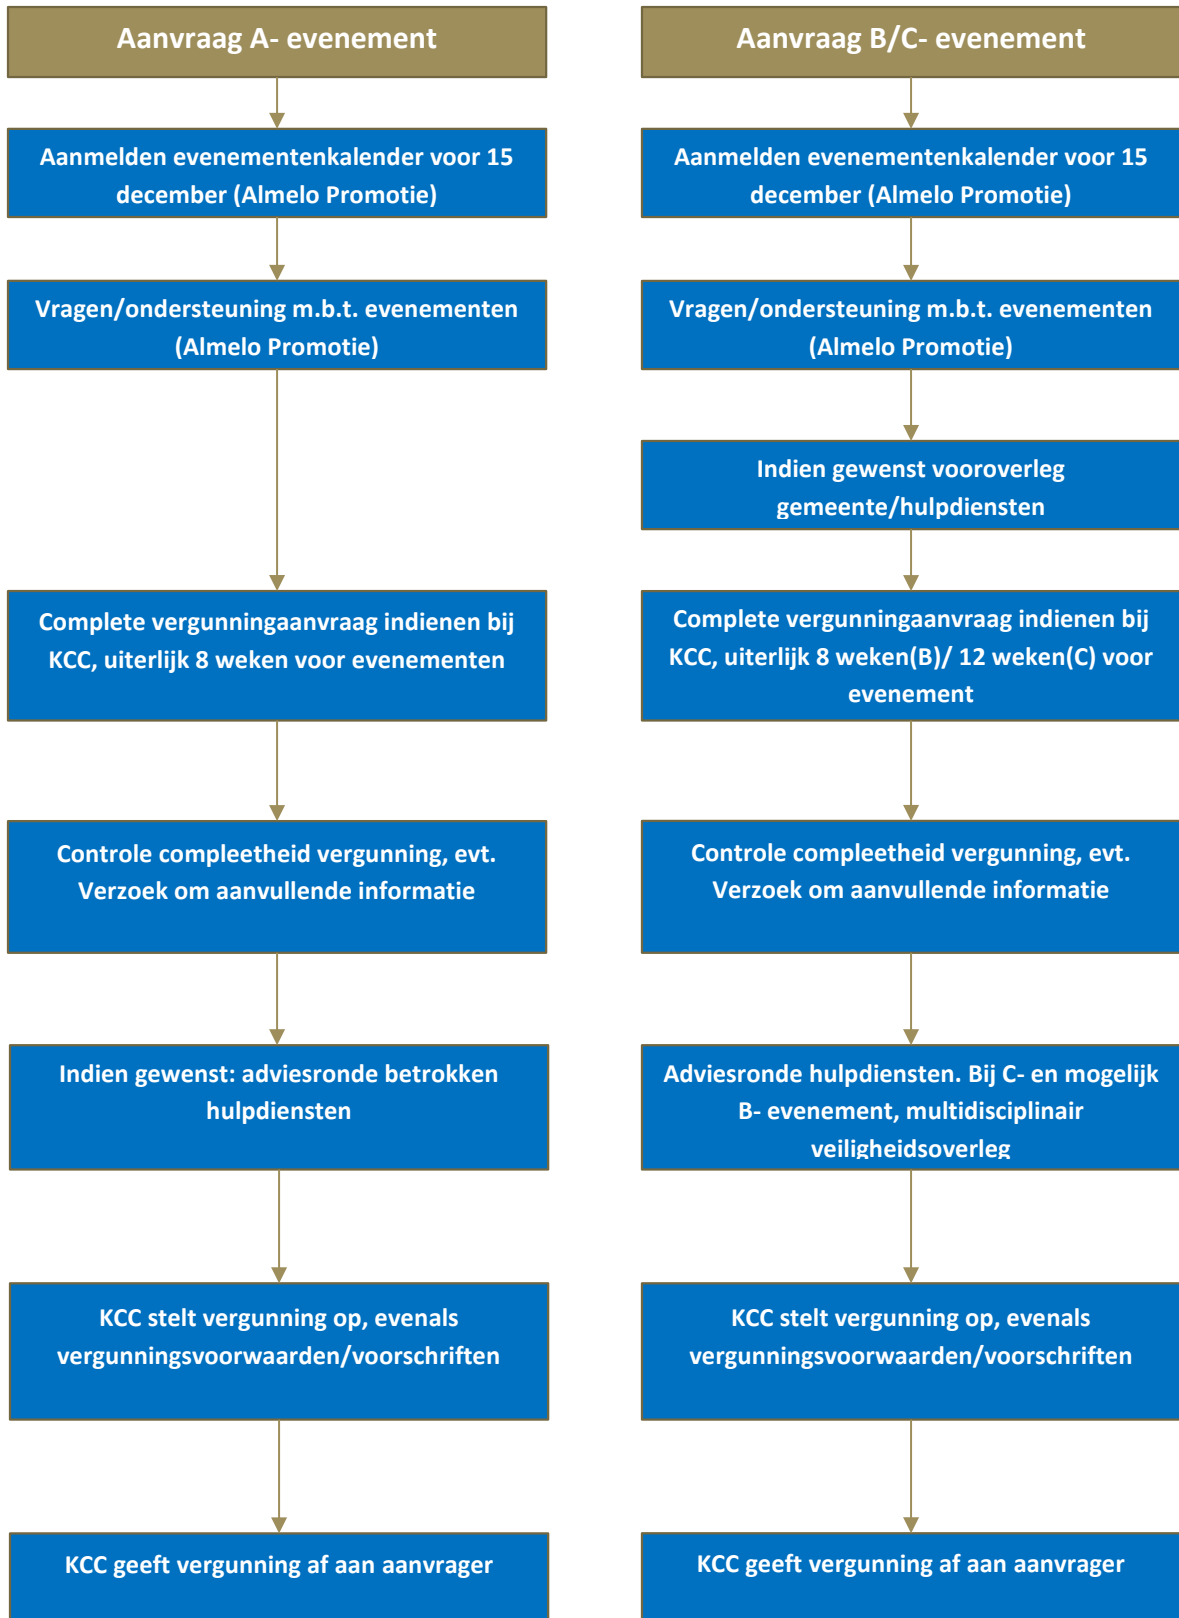 Aanvraag A- evenement
Aanmelden evenementenkalender voor 15
december (Almelo Promotie)
Vragen/ondersteuning m.b.t. evenementen
(Almelo Promotie)
Complete vergunningaanvraag indienen bij
KCC, uiterlijk 8 weken voor evenementen
Controle compleetheid vergunning, evt.
Verzoek om aanvullende informatie
Indien gewenst: adviesronde betrokken
hulpdiensten
KCC stelt vergunning op, evenals
vergunningsvoorwaarden/voorschriften
KCC geeft vergunning af aan aanvrager
Aanvraag B/C- evenement
Aanmelden evenementenkalender voor 15
december (Almelo Promotie)
Vragen/ondersteuning m.b.t. evenementen
(Almelo Promotie)
Indien gewenst vooroverleg
gemeente/hulpdiensten
Complete vergunningaanvraag indienen bij
KCC, uiterlijk 8 weken(B)/ 12 weken(C) voor
evenement
Controle compleetheid vergunning, evt.
Verzoek om aanvullende informatie
Adviesronde hulpdiensten. Bij C- en mogelijk
B- evenement, multidisciplinair
veiligheidsoverleg
KCC stelt vergunning op, evenals
vergunningsvoorwaarden/voorschriften
KCC geeft vergunning af aan aanvrager